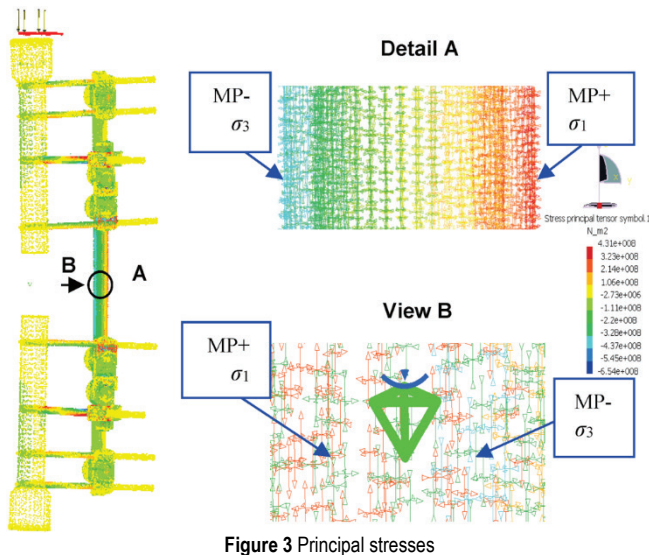 Detail A
MP-
σ3
MP+
σ1
Stress principal tensor symbol.1
N_m2
4.31e+008
3.23e+008
2.14e+008
1.06e+008
-2.73e+006
-1.11e+008
-2.2e+008
-3.28e+008
-4.37e+008
-5.45e+008
-6.54e+008
B
A
View B
MP+
σ1
MP-
σ3
Figure 3 Principal stresses